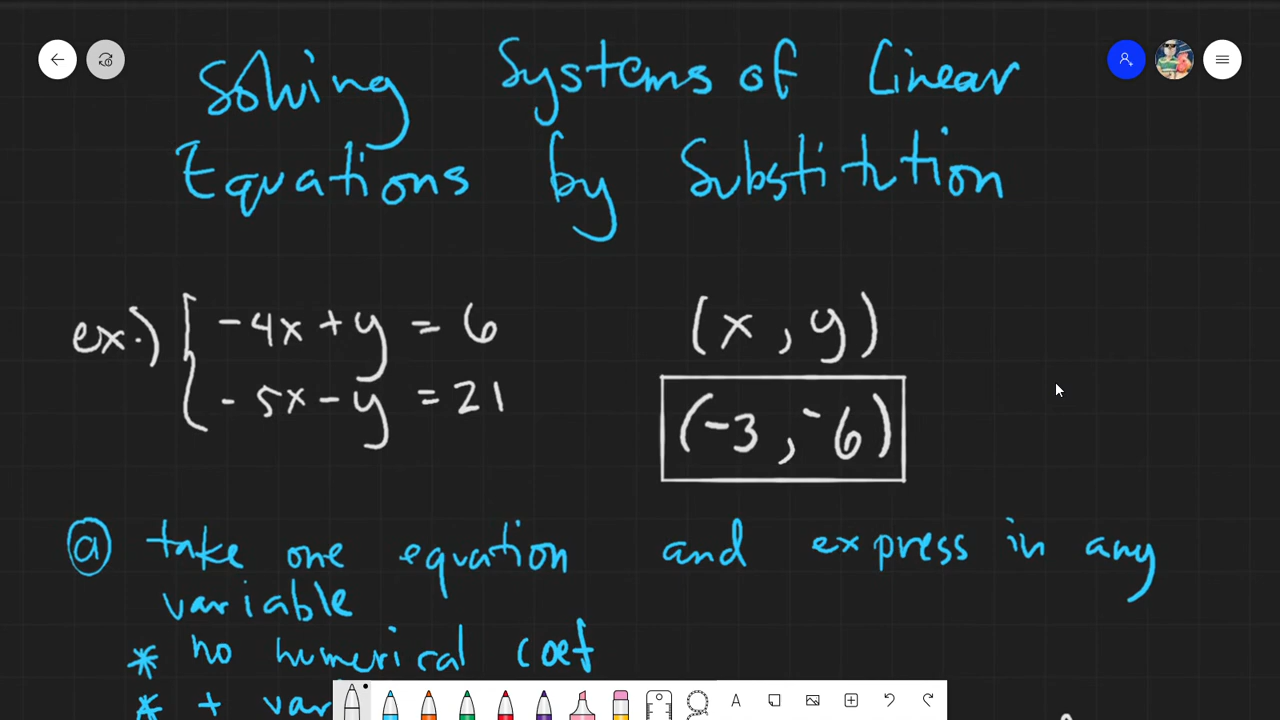 Solving Systems of Linear
Equations by Substitution
ex.) { -4x + y = 6
- 5x - y = 21
(x, y)
(-3, -6)
(a) take one equation and express in any
variable
* no numerical coef
* + var
A